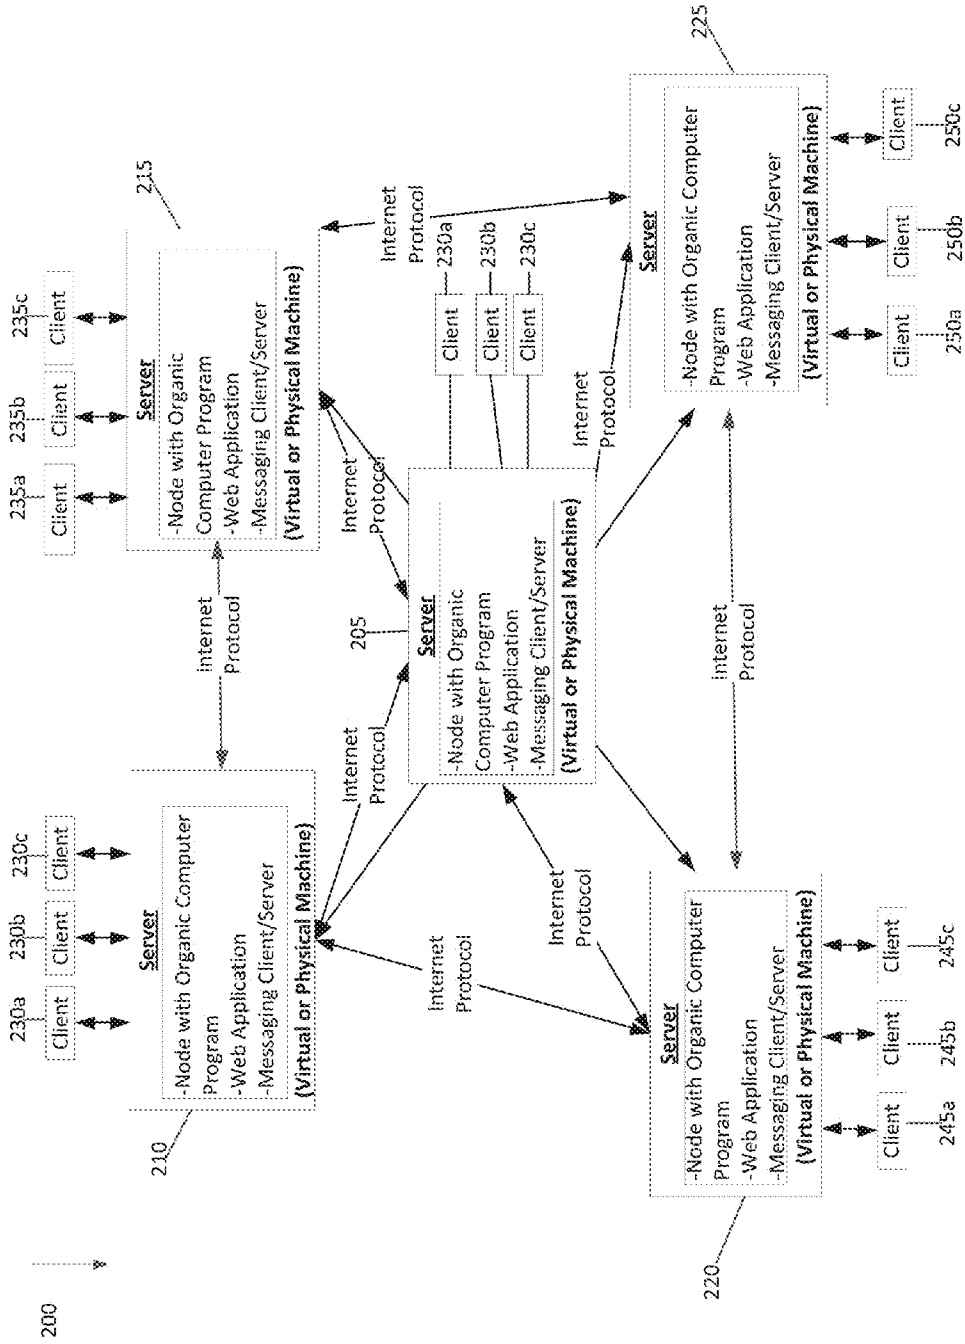 200
230a
230b
230c
Client
Client
Client
210
Server
-Node with Organic Computer
Program
-Web Application
-Messaging Client/Server
(Virtual or Physical Machine)
235a
235b
235c
Client
Client
Client
215
Server
-Node with Organic
Computer Program
-Web Application
-Messaging Client/Server
(Virtual or Physical Machine)
Internet
Protocol
Internet
Protocol
Internet
Protocol
Internet
Protocol
205
Server
-Node with Organic
Computer Program
-Web Application
-Messaging Client/Server
(Virtual or Physical Machine)
Client
230a
Client
230b
Client
230c
Internet
Protocol
Internet
Protocol
Internet
Protocol
220
Server
-Node with Organic Computer
Program
-Web Application
-Messaging Client/Server
(Virtual or Physical Machine)
Client
Client
Client
245a
245b
245c
Internet
Protocol
225
Server
-Node with Organic Computer
Program
-Web Application
-Messaging Client/Server
(Virtual or Physical Machine)
Client
Client
Client
250a
250b
250c